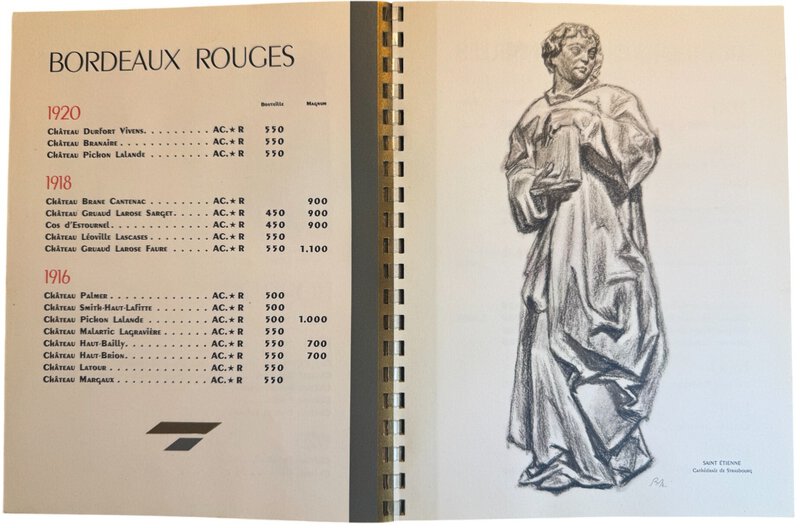 BORDEAUX ROUGES
Bouteille Magnum
1920
Château Durfort Vivens. . . . . . . . . AC.★ R 550
Château Branaire . . . . . . . . . . . . . AC.★ R 550
Château Pichon Lalande . . . . . . . . . AC.★ R 550
1918
Château Brane Cantenac . . . . . . . . . AC.★ R 900
Château Gruaud Larose Sarget. . . . . AC.★ R 450 900
Cos d'Estournel. . . . . . . . . . . . . . AC.★ R 450 900
Château Léoville Lascases . . . . . . . . AC.★ R 550
Château Gruaud Larose Faure . . . . . AC.★ R 550 1.100
1916
Château Palmer . . . . . . . . . . . . . . AC.★ R 500
Château Smith-Haut-Lafitte . . . . . . . AC.★ R 500
Château Pichon Lalande . . . . . . . . . AC.★ R 500 1.000
Château Malartic Lagravière . . . . . . AC.★ R 550
Château Haut-Bailly. . . . . . . . . . . . AC.★ R 550 700
Château Haut-Brion. . . . . . . . . . . . AC.★ R 550 700
Château Latour . . . . . . . . . . . . . . AC.★ R 550
Château Margaux . . . . . . . . . . . . . AC.★ R 550
SAINT ÉTIENNE
Cathédrale de Strasbourg